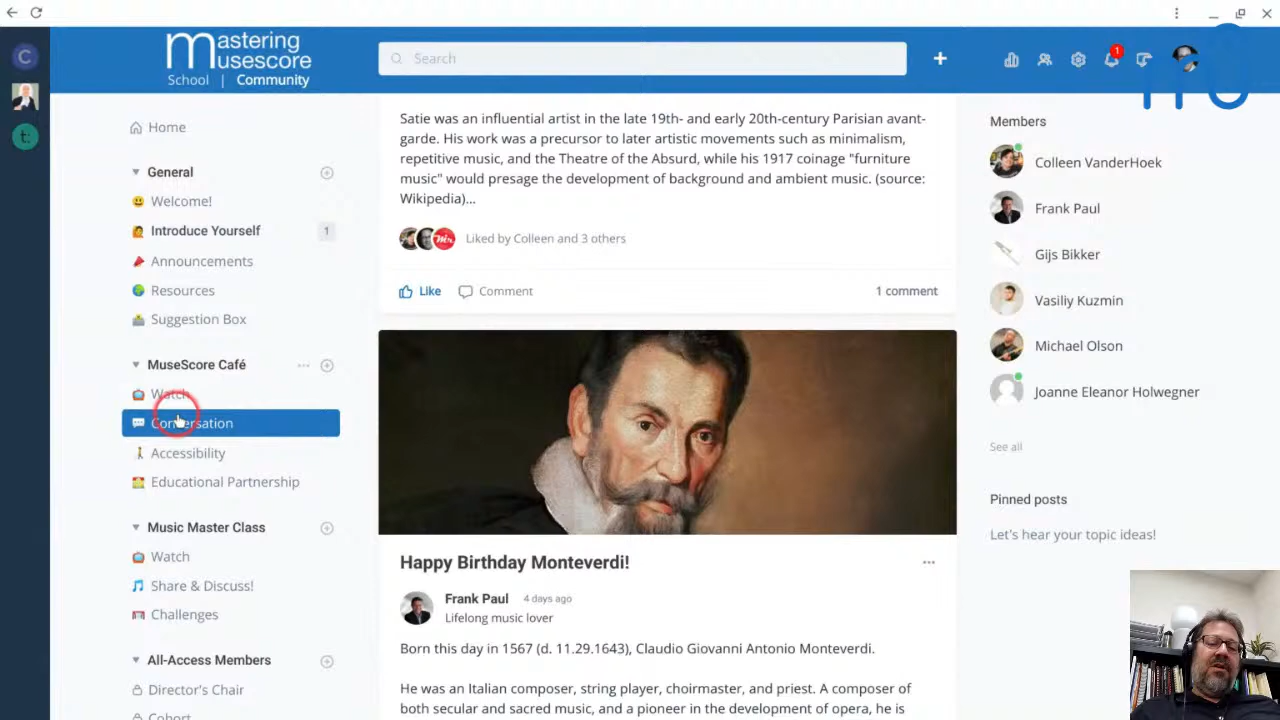 Mastering
Musescore
School | Community
Search
1
C
t:
Home
General
Welcome!
Introduce Yourself
1
Announcements
Resources
Suggestion Box
MuseScore Café
Watch
Conversation
Accessibility
Educational Partnership
Music Master Class
Watch
Share & Discuss!
Challenges
All-Access Members
Director's Chair
Cohort
Satie was an influential artist in the late 19th- and early 20th-century Parisian avant-
garde. His work was a precursor to later artistic movements such as minimalism,
repetitive music, and the Theatre of the Absurd, while his 1917 coinage "furniture
music" would presage the development of background and ambient music. (source:
Wikipedia)...
Liked by Colleen and 3 others
Like
Comment
1 comment
Happy Birthday Monteverdi!
Frank Paul 4 days ago
Lifelong music lover
Born this day in 1567 (d. 11.29.1643), Claudio Giovanni Antonio Monteverdi.
He was an Italian composer, string player, choirmaster, and priest. A composer of
both secular and sacred music, and a pioneer in the development of opera, he is
Members
Colleen VanderHoek
Frank Paul
Gijs Bikker
Vasiliy Kuzmin
Michael Olson
Joanne Eleanor Holwegner
See all
Pinned posts
Let's hear your topic ideas!